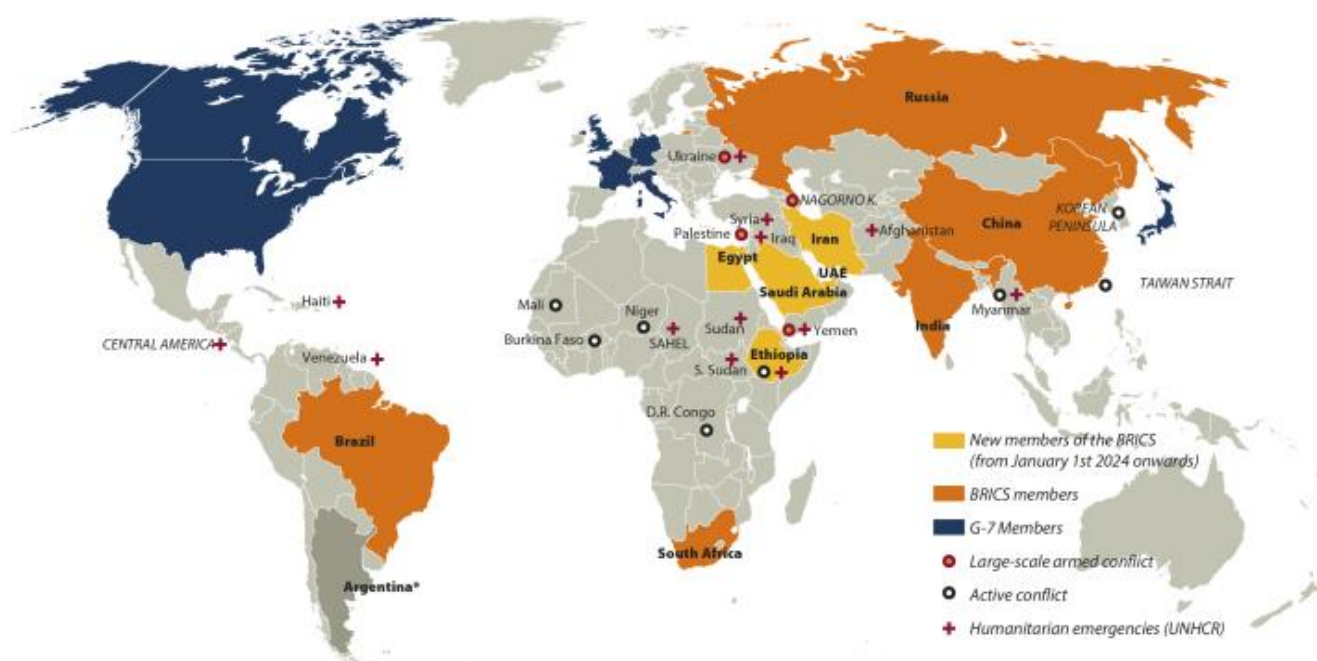 Russia
Ukraine
NAGORNO K.
KOREAN
PENINSULA
Syria
China
Palestine
Iraq
Iran
Afghanistan
Egypt
UAE
TAIWAN STRAIT
Saudi Arabia
Haiti
Mali
Niger
Myanmar
Sudan
Yemen
India
Burkina Faso
SAHEL
CENTRAL AMERICA
Venezuela
Ethiopia
S. Sudan
D.R. Congo
Brazil
South Africa
Argentina*
New members of the BRICS
(from January 1st 2024 onwards)
BRICS members
G-7 Members
Large-scale armed conflict
Active conflict
Humanitarian emergencies (UNHCR)